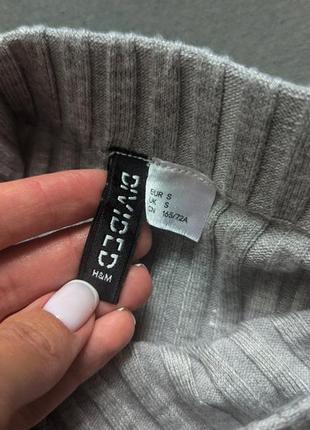 DIVIDED
H&M
EUR S
UK S
CN 165/72A